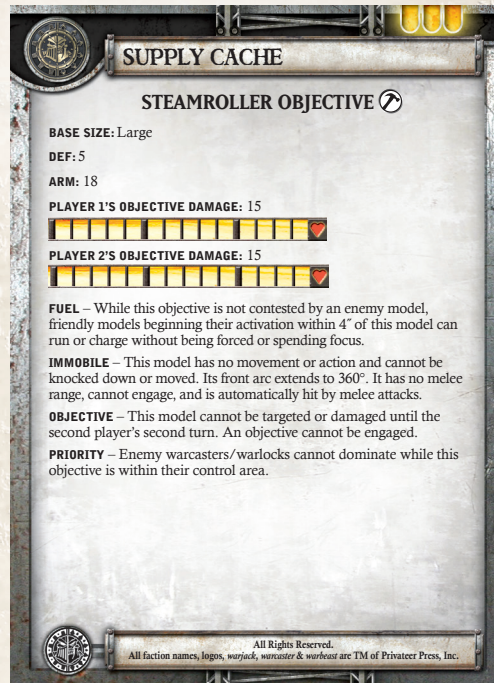 SUPPLY CACHE
STEAMROLLER OBJECTIVE
BASE SIZE: Large
DEF: 5
ARM: 18
PLAYER 1'S OBJECTIVE DAMAGE: 15
PLAYER 2'S OBJECTIVE DAMAGE: 15
FUEL – While this objective is not contested by an enemy model,
friendly models beginning their activation within 4˝ of this model can
run or charge without being forced or spending focus.
IMMOBILE – This model has no movement or action and cannot be
knocked down or moved. Its front arc extends to 360°. It has no melee
range, cannot engage, and is automatically hit by melee attacks.
OBJECTIVE – This model cannot be targeted or damaged until the
second player's second turn. An objective cannot be engaged.
PRIORITY – Enemy warcasters/warlocks cannot dominate while this
objective is within their control area.
All Rights Reserved.
All faction names, logos, warjack, warcaster & warbeast are TM of Privateer Press, Inc.